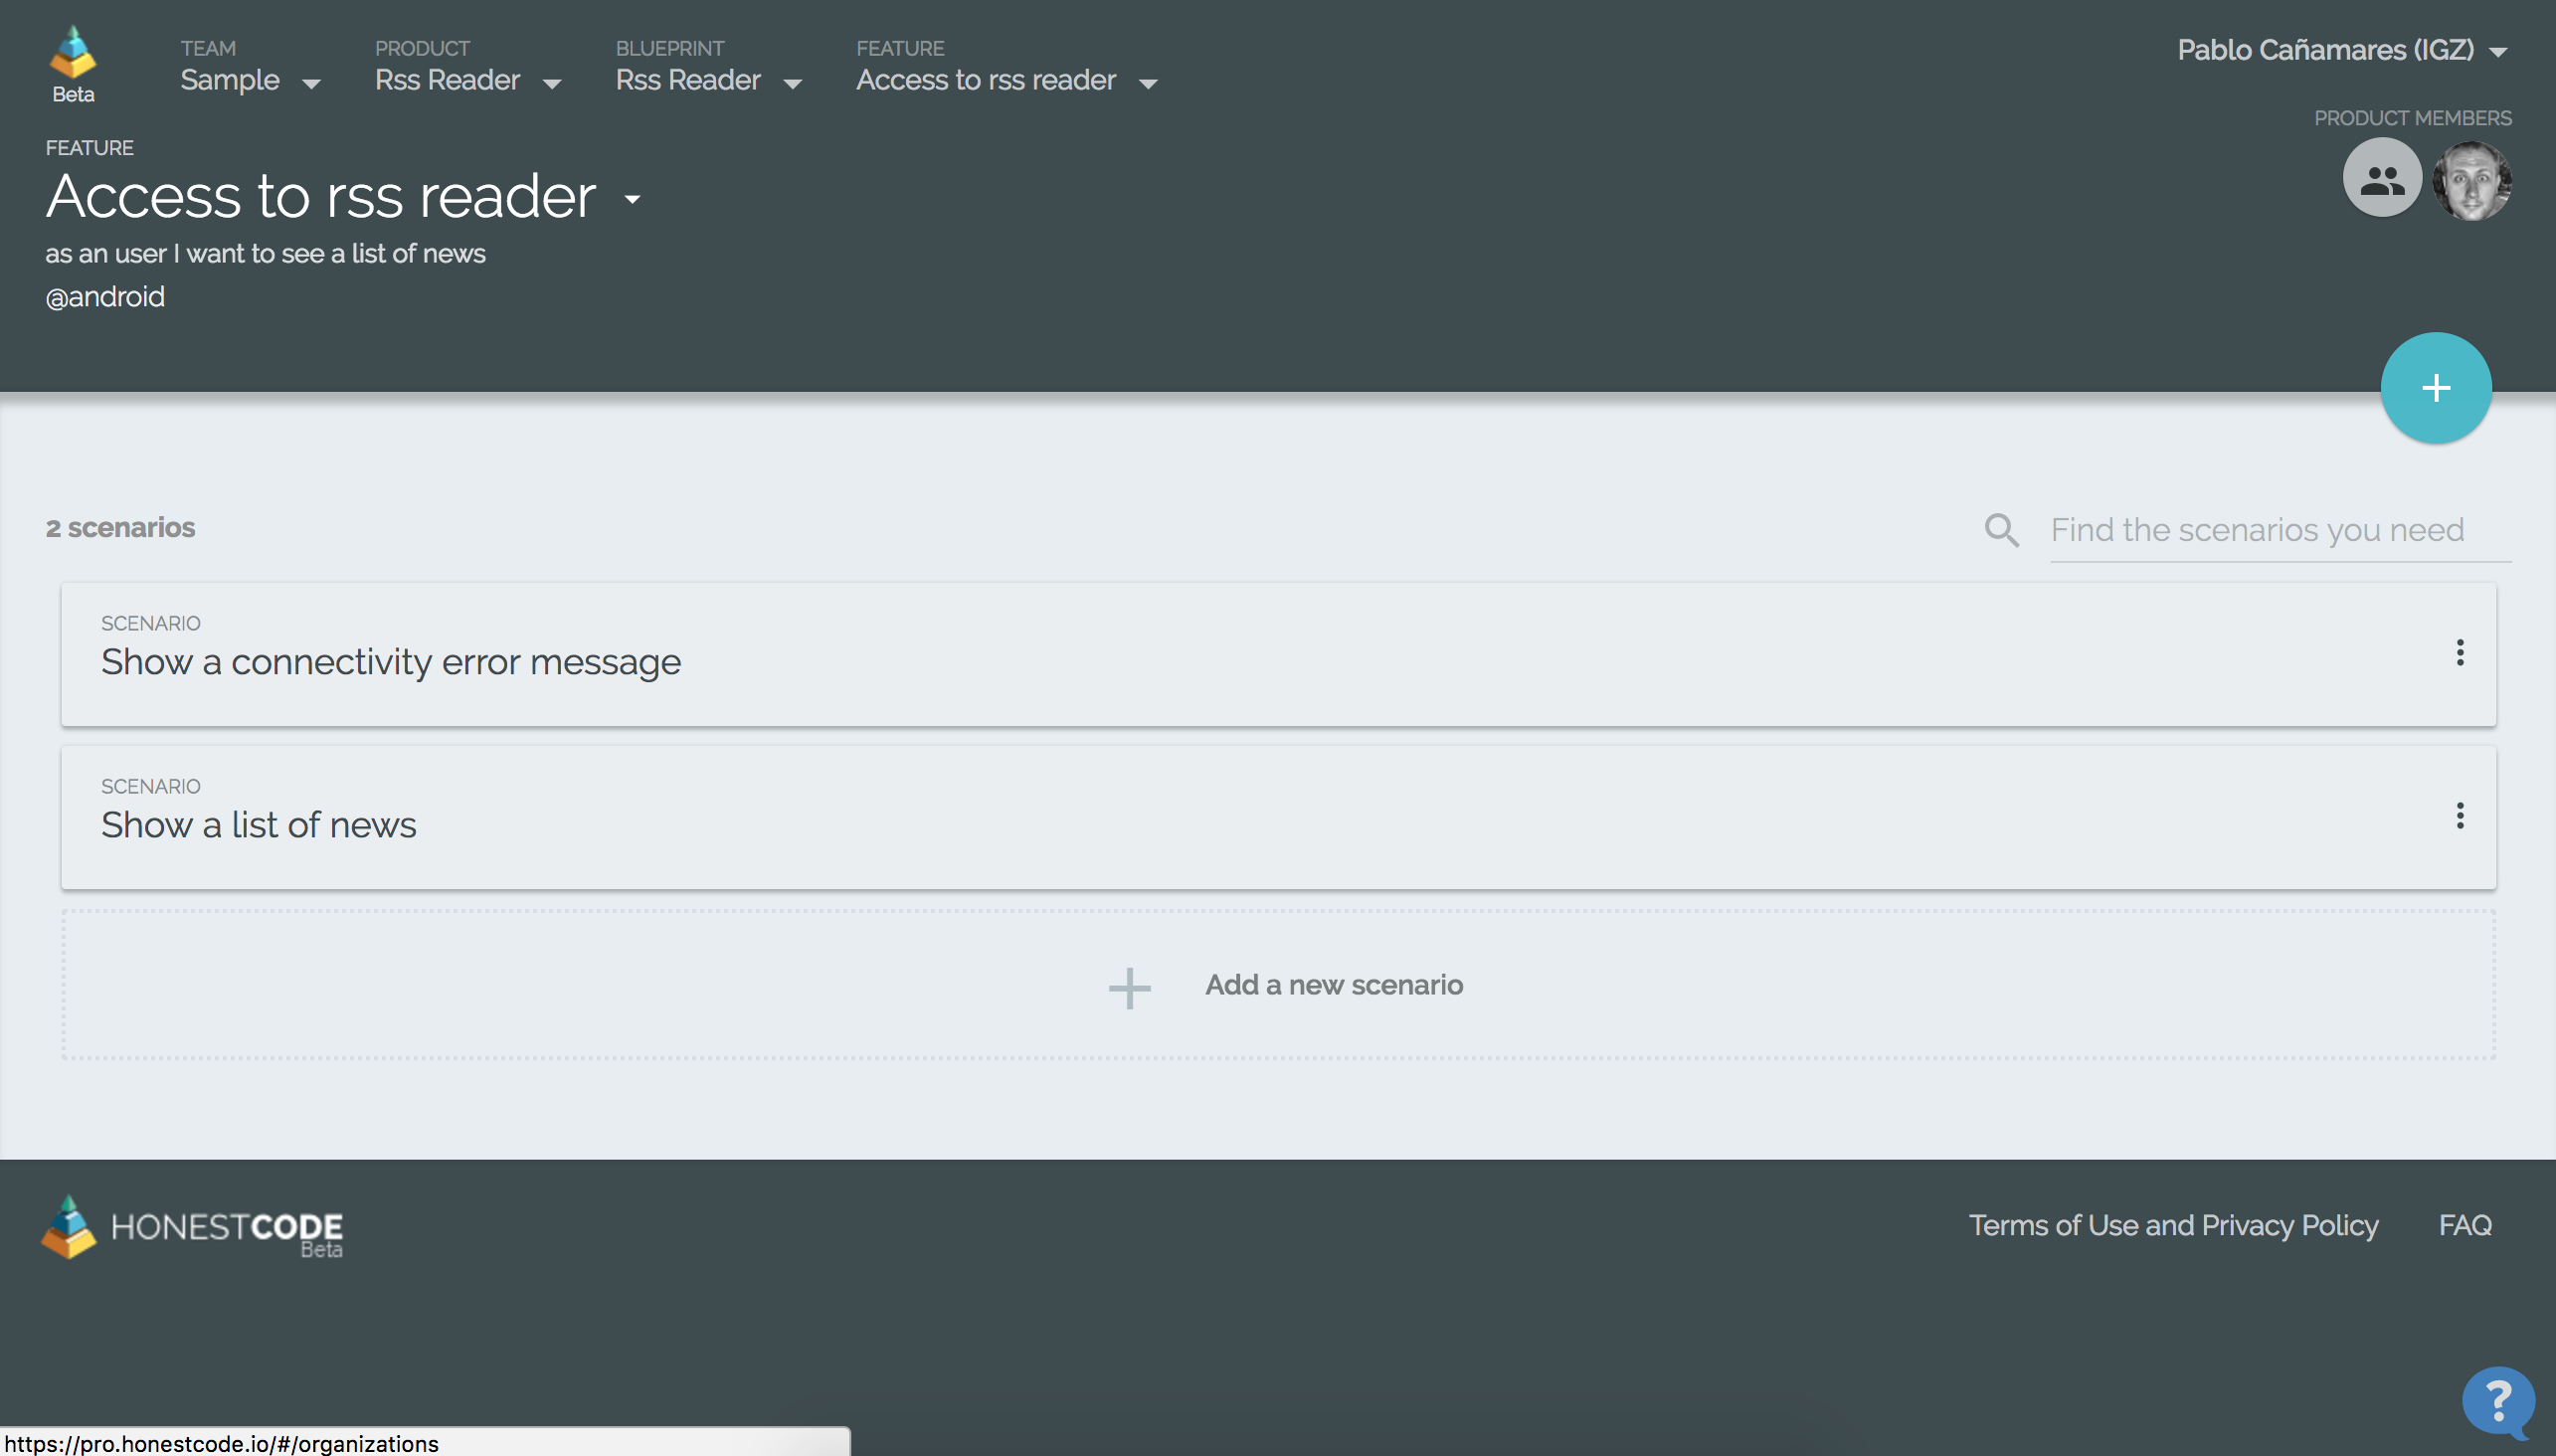 TEAM
Sample
PRODUCT
Rss Reader
BLUEPRINT
Rss Reader
FEATURE
Access to rss reader
Pablo Cañamares (IGZ)
Beta
PRODUCT MEMBERS
FEATURE
Access to rss reader
as an user I want to see a list of news
@android
+
2 scenarios
Find the scenarios you need
SCENARIO
Show a connectivity error message
SCENARIO
Show a list of news
+ Add a new scenario
HONESTCODE
Beta
Terms of Use and Privacy Policy
FAQ
?
https://pro.honestcode.io/#/organizations